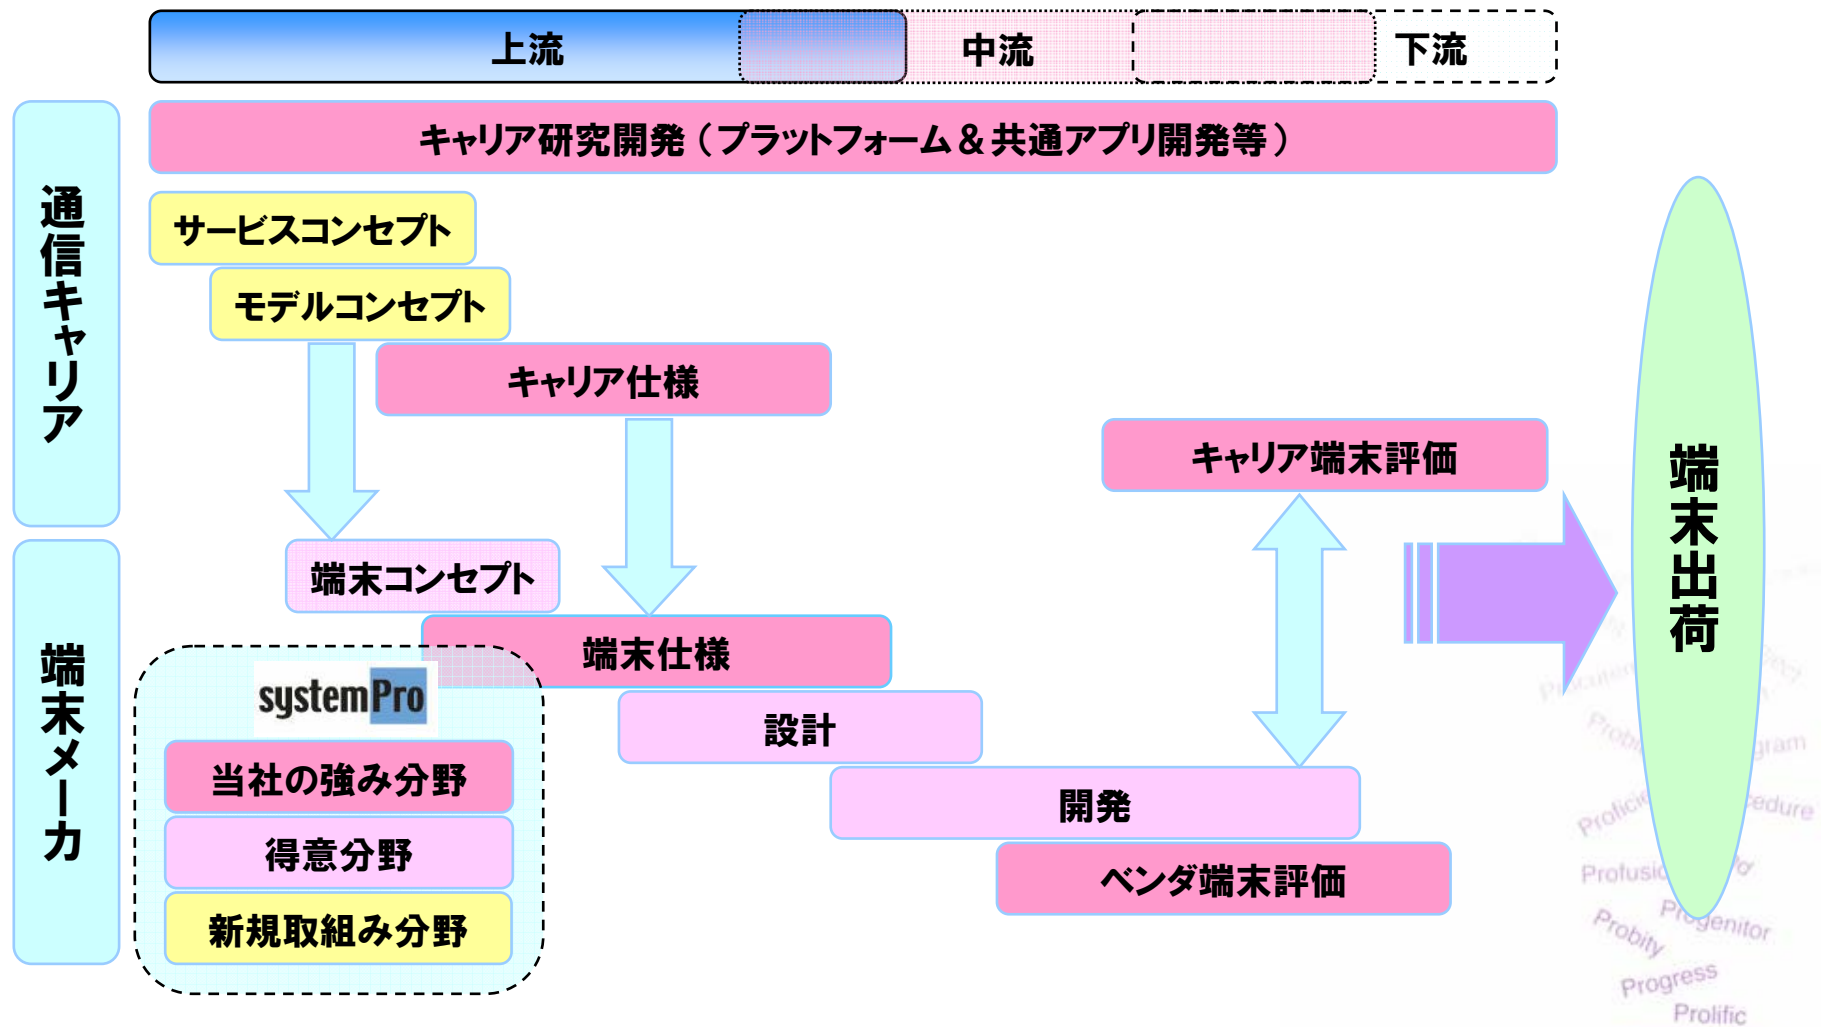 上流
中流
下流
通信キャリア
キャリア研究開発（プラットフォーム＆共通アプリ開発等）
サービスコンセプト
モデルコンセプト
キャリア仕様
キャリア端末評価
端末出荷
端末メーカ
端末コンセプト
端末仕様
設計
開発
ベンダ端末評価
systemPro
当社の強み分野
得意分野
新規取組み分野
Progenitor
Probity
Progress
Prolific